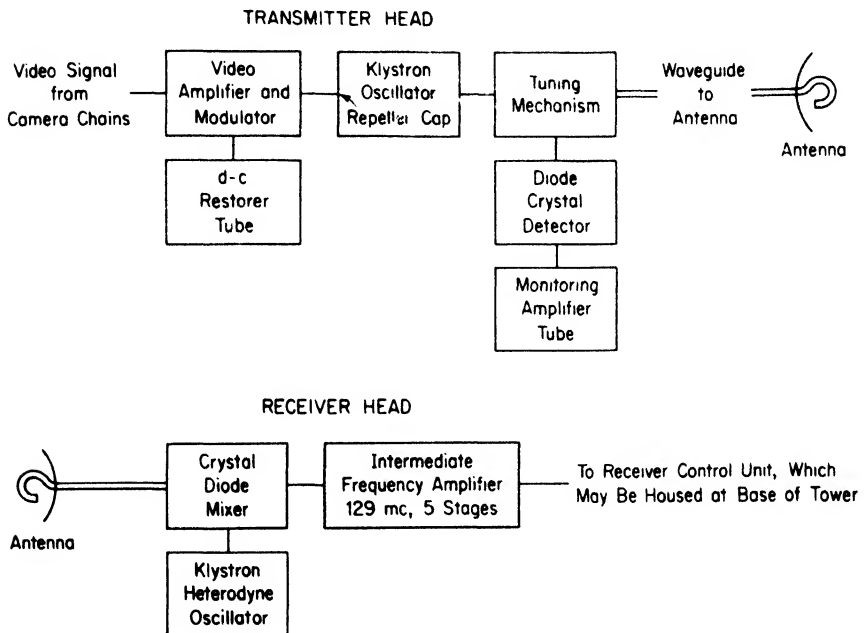 TRANSMITTER HEAD
Video Signal
from
Camera Chains
Video
Amplifier and
Modulator
Klystron
Oscillator
Repeller Cap
Tuning
Mechanism
Waveguide
to
Antenna
Antenna
d-c
Restorer
Tube
Diode
Crystal
Detector
Monitoring
Amplifier
Tube
RECEIVER HEAD
Antenna
Crystal
Diode
Mixer
Intermediate
Frequency Amplifier
129 mc, 5 Stages
To Receiver Control Unit, Which
May Be Housed at Base of Tower
Klystron
Heterodyne
Oscillator